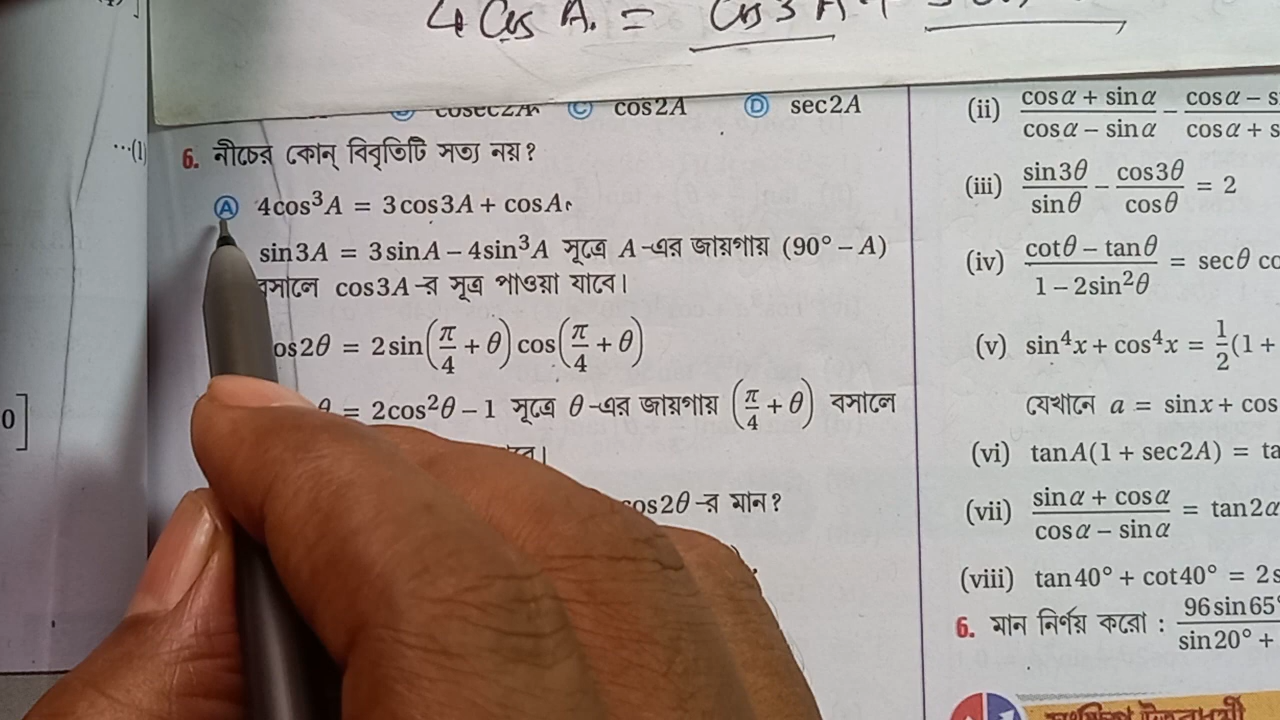 4 Cos A. = Cos 3 A
cosec2A Ⓒ cos2A Ⓓ sec2A
...(1)
6. নীচের কোন্ বিবৃতিটি সত্য নয়?
Ⓐ 4cos³A = 3cos3A + cosA
sin3A = 3sinA − 4sin³A সূত্রে A-এর জায়গায় (90° − A)
বসালে cos3A-র সূত্র পাওয়া যাবে।
os2θ = 2sin(π/4 + θ) cos(π/4 + θ)
θ = 2cos²θ − 1 সূত্রে θ-এর জায়গায় (π/4 + θ) বসালে
cos2θ-র মান?
0]
(ii) (cosα + sinα)/(cosα − sinα) − (cosα − s/(cosα + s
(iii) sin3θ/sinθ − cos3θ/cosθ = 2
(iv) (cotθ − tanθ)/(1 − 2sin²θ) = secθ co
(v) sin⁴x + cos⁴x = 1/2(1 +
যেখানে a = sinx + cos
(vi) tanA(1 + sec2A) = ta
(vii) (sinα + cosα)/(cosα − sinα) = tan2α
(viii) tan40° + cot40° = 2s
6. মান নির্ণয় করো : 96sin65°/(sin20° +